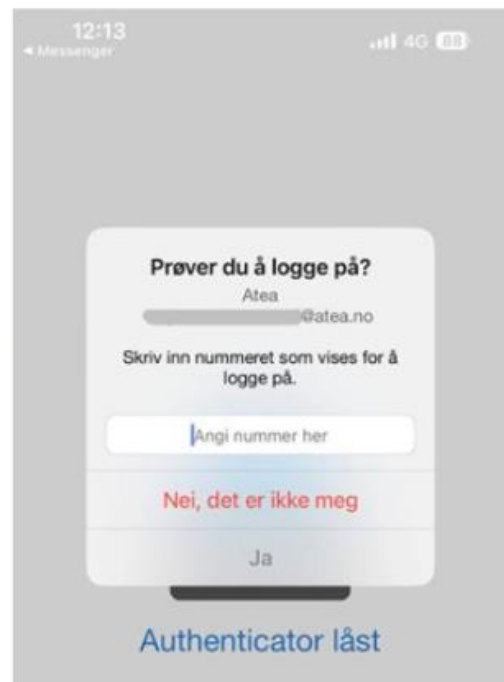 12:13
◀ Messenger
4G 88
Prøver du å logge på?
Atea
@atea.no
Skriv inn nummeret som vises for å
logge på.
Angi nummer her
Nei, det er ikke meg
Ja
Authenticator låst